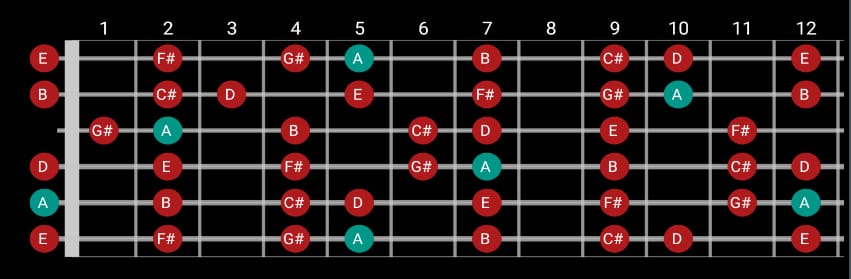 1 2 3 4 5 6 7 8 9 10 11 12
E F# G# A B C# D E
B C# D E F# G# A B
G# A B C# D E F#
D E F# G# A B C# D
A B C# D E F# G# A
E F# G# A B C# D E